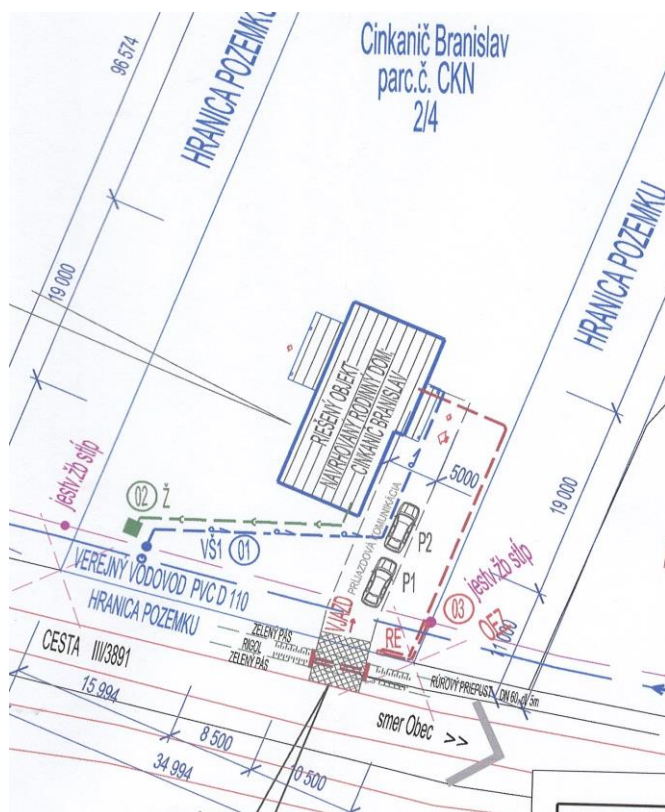 Cinkanič Branislav
parc.č. CKN
2/4
96 574
HRANICA POZEMKU
19 000
HRANICA POZEMKU
RIEŠENÝ OBJEKT
NAVRHOVANÝ RODINNÝ DOM:
CINKANIČ BRANISLAV
5000
19 000
jestv.žb stĺp
02 Ž
VŠ1 01
PRÍJAZDOVÁ KOMUNIKÁCIA
P2
P1
VEREJNÝ VODOVOD PVC D 110
HRANICA POZEMKU
VJAZD
03
jestv.žb stĺp
RE
ZELENÝ PÁS
RIGOL
ZELENÝ PÁS
CESTA III/3891
RÚROVÝ PRIEPUST DN 60, dĺ 5m
smer Obec >>
15 994
8 500
34 994
10 500